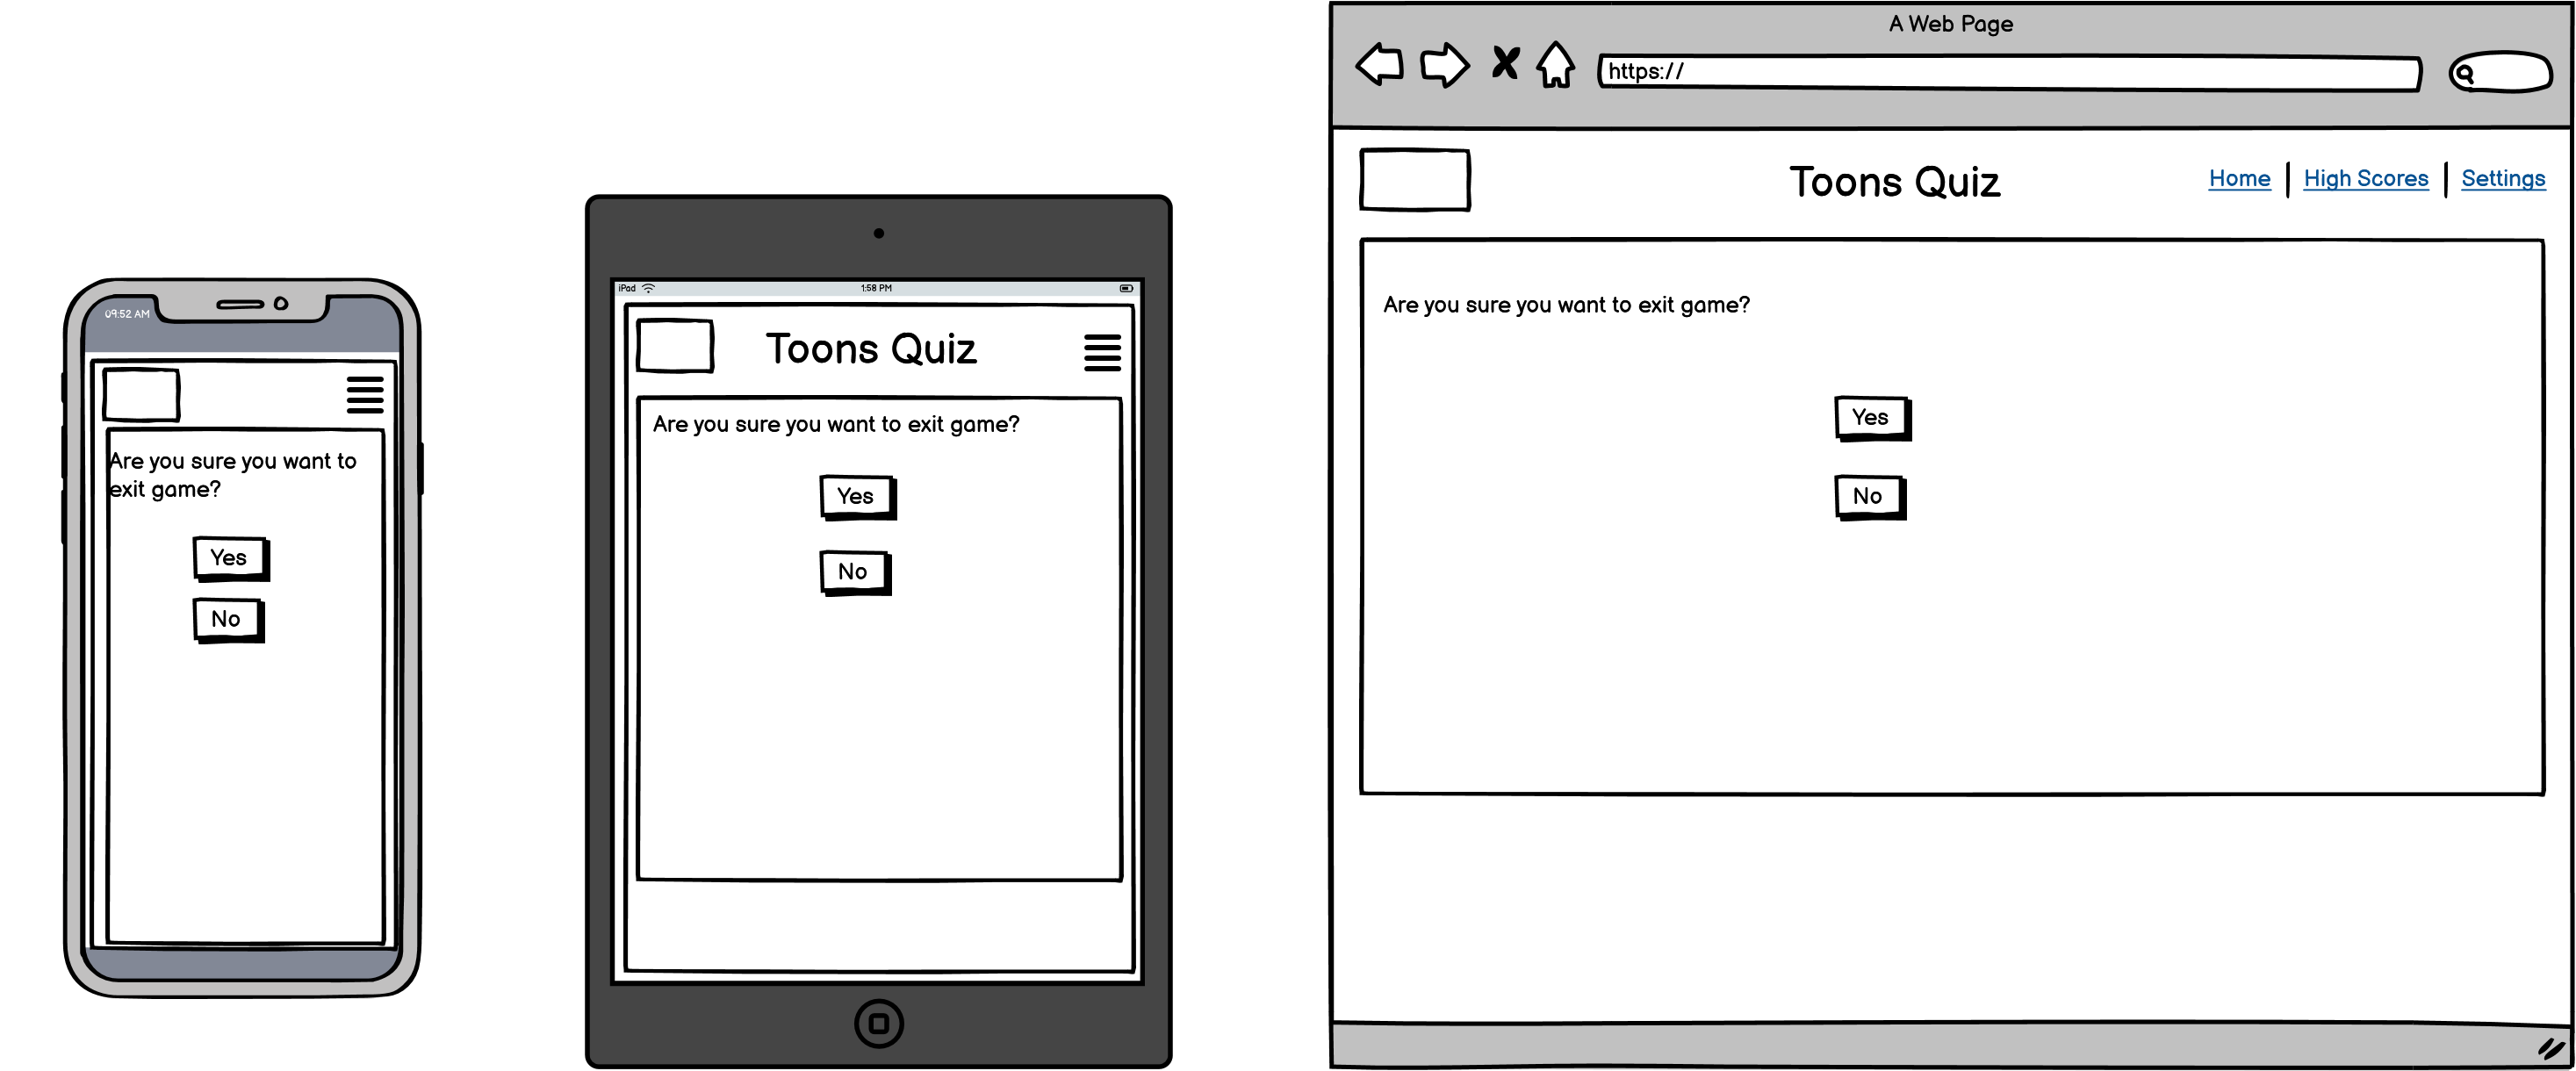 09:52 AM
Are you sure you want to
exit game?
Yes
No
iPad
1:58 PM
Toons Quiz
Are you sure you want to exit game?
Yes
No
A Web Page
https://
Toons Quiz
Home | High Scores | Settings
Are you sure you want to exit game?
Yes
No